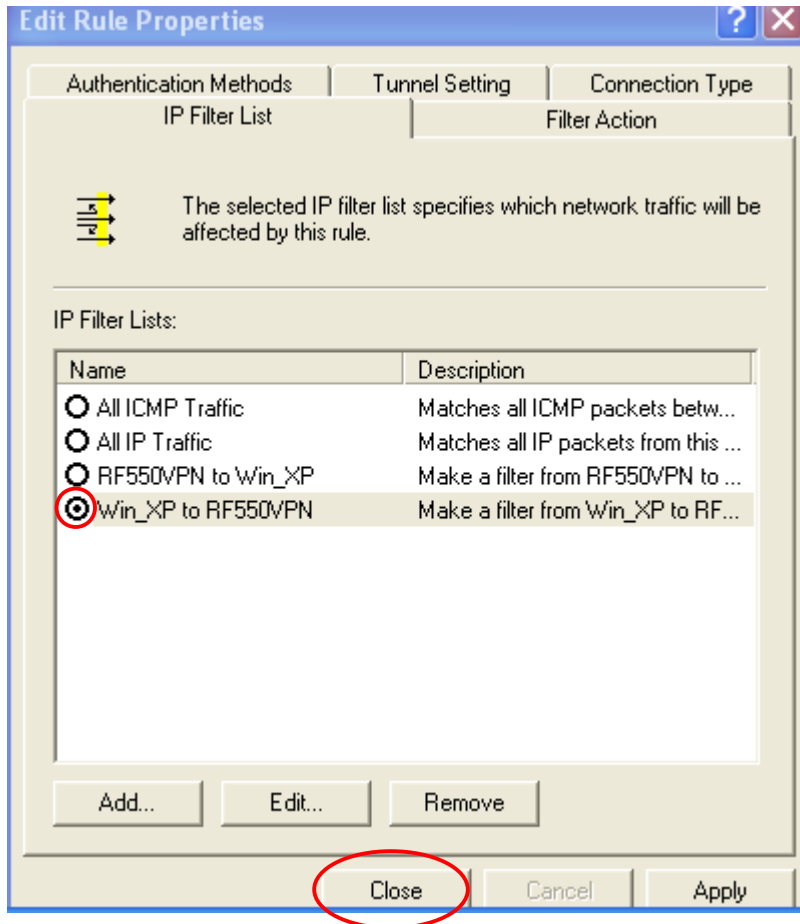 Edit Rule Properties
Authentication Methods Tunnel Setting Connection Type
IP Filter List Filter Action
The selected IP filter list specifies which network traffic will be
affected by this rule.
IP Filter Lists:
Name Description
All ICMP Traffic Matches all ICMP packets betw...
All IP Traffic Matches all IP packets from this ...
RF550VPN to Win_XP Make a filter from RF550VPN to ...
Win_XP to RF550VPN Make a filter from Win_XP to RF...
Add... Edit... Remove
Close Cancel Apply